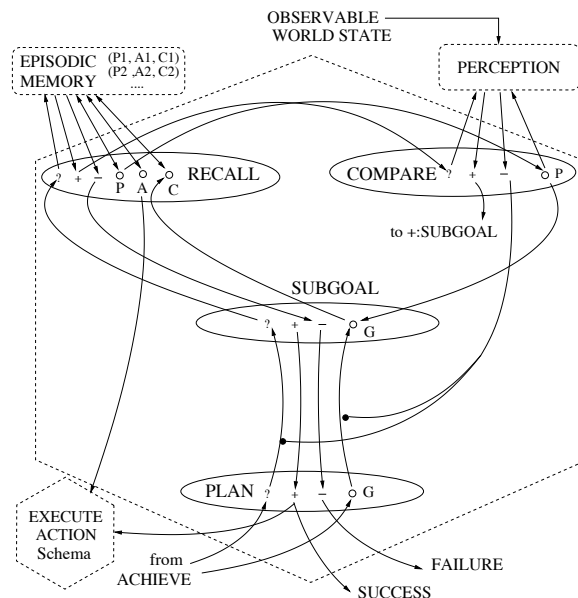 OBSERVABLE
WORLD STATE
EPISODIC
MEMORY
(P1, A1, C1)
(P2 ,A2, C2)
....
PERCEPTION
? + − P A C RECALL
COMPARE ? + − P
to +:SUBGOAL
SUBGOAL
? + − G
PLAN ? + − G
EXECUTE
ACTION
Schema
from
ACHIEVE
FAILURE
SUCCESS